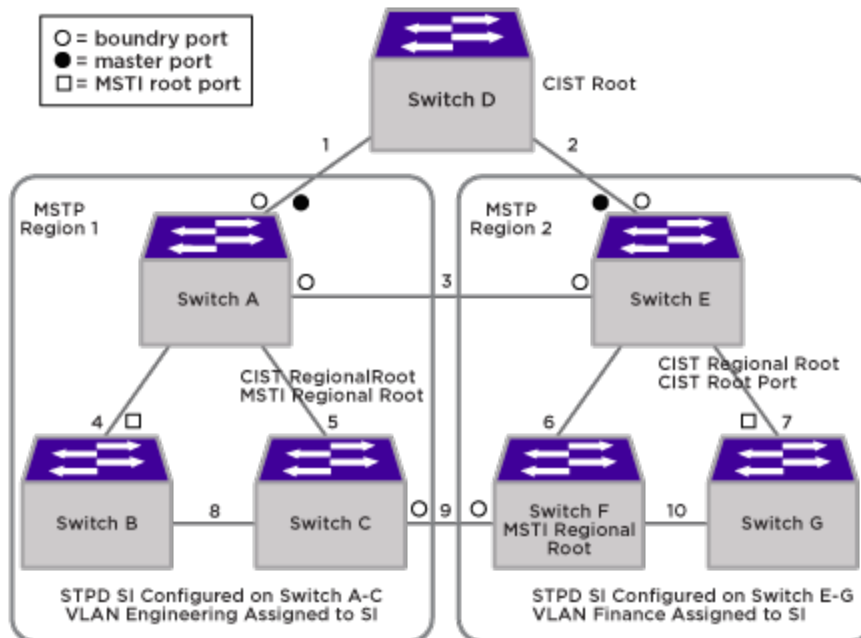 O = boundry port
● = master port
□ = MSTI root port
Switch D
CIST Root
1
2
MSTP
Region 1
MSTP
Region 2
Switch A
3
Switch E
CIST RegionalRoot
MSTI Regional Root
CIST Regional Root
CIST Root Port
4
5
6
7
Switch B
8
Switch C
9
Switch F
MSTI Regional
Root
10
Switch G
STPD SI Configured on Switch A-C
VLAN Engineering Assigned to SI
STPD SI Configured on Switch E-G
VLAN Finance Assigned to SI